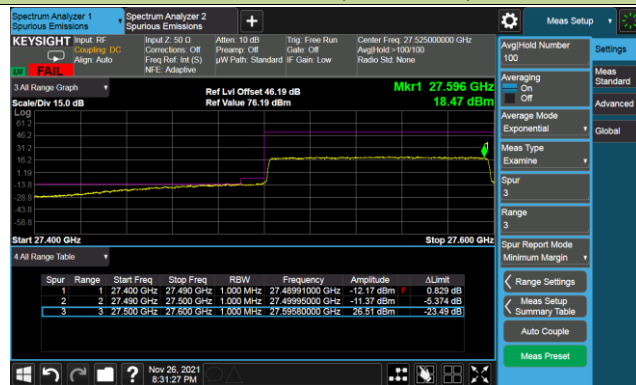 Spectrum Analyzer 1
Spurious Emissions
Spectrum Analyzer 2
Spurious Emissions
Meas Setup
KEYSIGHT
Input: RF
Coupling: DC
Align: Auto
Input Z: 50 Ω
Corrections: Off
Freq Ref: Int (S)
NFE: Adaptive
Atten: 10 dB
Preamp: Off
µW Path: Standard
Trig: Free Run
Gate: Off
IF Gain: Low
Center Freq: 27.525000000 GHz
Avg|Hold:>100/100
Radio Std: None
FAIL
3 All Range Graph
Ref Lvl Offset 46.19 dB
Mkr1 27.596 GHz
Scale/Div 15.0 dB
Ref Value 76.19 dBm
18.47 dBm
Log
61.2
46.2
31.2
16.2
1.19
-13.8
-28.8
-43.8
-58.8
1
Start 27.400 GHz
Stop 27.600 GHz
4 All Range Table
Spur Range Start Freq Stop Freq RBW Frequency Amplitude ΔLimit
1 1 27.400 GHz 27.490 GHz 1.000 MHz 27.48991000 GHz -12.17 dBm F 0.829 dB
2 2 27.490 GHz 27.500 GHz 1.000 MHz 27.49995000 GHz -11.37 dBm -5.374 dB
3 3 27.500 GHz 27.600 GHz 1.000 MHz 27.59580000 GHz 26.51 dBm -23.49 dB
Avg|Hold Number
100
Averaging
On
Off
Average Mode
Exponential
Meas Type
Examine
Spur
3
Range
3
Spur Report Mode
Minimum Margin
Range Settings
Meas Setup
Summary Table
Auto Couple
Meas Preset
Settings
Meas
Standard
Advanced
Global
Nov 26, 2021
8:31:27 PM